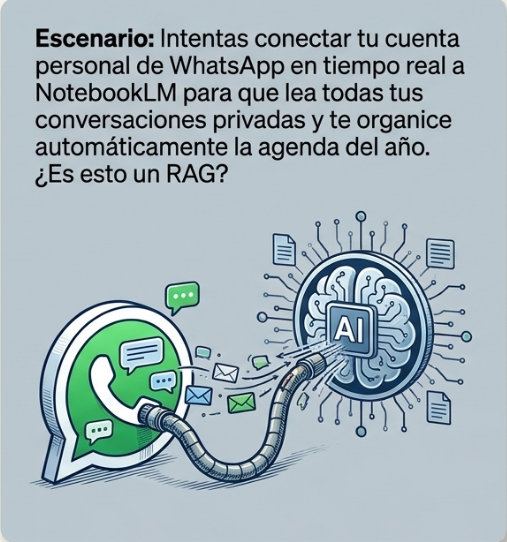 Escenario: Intentas conectar tu cuenta
personal de WhatsApp en tiempo real a
NotebookLM para que lea todas tus
conversaciones privadas y te organice
automáticamente la agenda del año.
¿Es esto un RAG?
AI